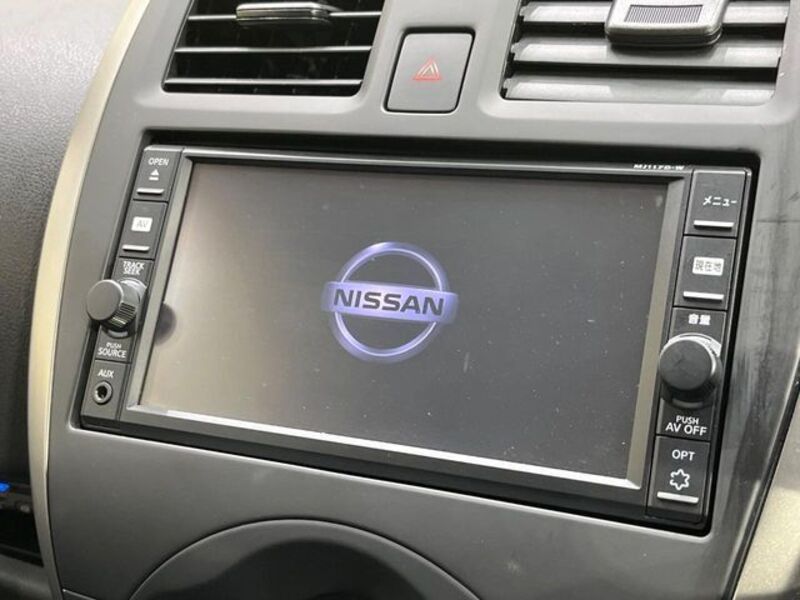 MJ117D-W
OPEN
AV
TRACK
SEEK
PUSH
SOURCE
AUX
NISSAN
メニュー
現在地
音量
PUSH
AV OFF
OPT